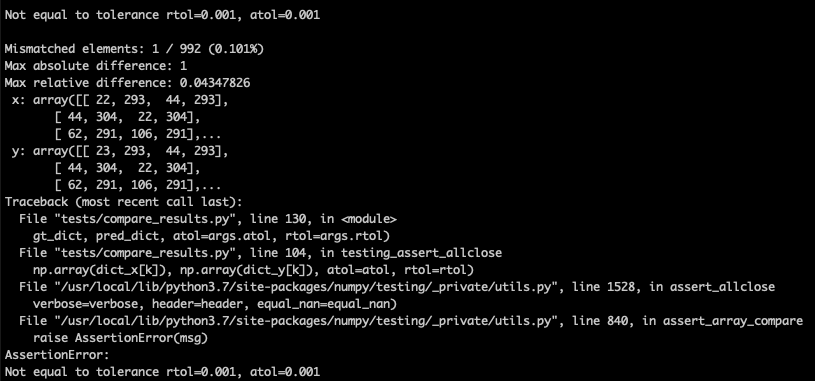 Not equal to tolerance rtol=0.001, atol=0.001

Mismatched elements: 1 / 992 (0.101%)
Max absolute difference: 1
Max relative difference: 0.04347826
 x: array([[ 22, 293,  44, 293],
       [ 44, 304,  22, 304],
       [ 62, 291, 106, 291],...
 y: array([[ 23, 293,  44, 293],
       [ 44, 304,  22, 304],
       [ 62, 291, 106, 291],...
Traceback (most recent call last):
  File "tests/compare_results.py", line 130, in <module>
    gt_dict, pred_dict, atol=args.atol, rtol=args.rtol)
  File "tests/compare_results.py", line 104, in testing_assert_allclose
    np.array(dict_x[k]), np.array(dict_y[k]), atol=atol, rtol=rtol)
  File "/usr/local/lib/python3.7/site-packages/numpy/testing/_private/utils.py", line 1528, in assert_allclose
    verbose=verbose, header=header, equal_nan=equal_nan)
  File "/usr/local/lib/python3.7/site-packages/numpy/testing/_private/utils.py", line 840, in assert_array_compare
    raise AssertionError(msg)
AssertionError:
Not equal to tolerance rtol=0.001, atol=0.001